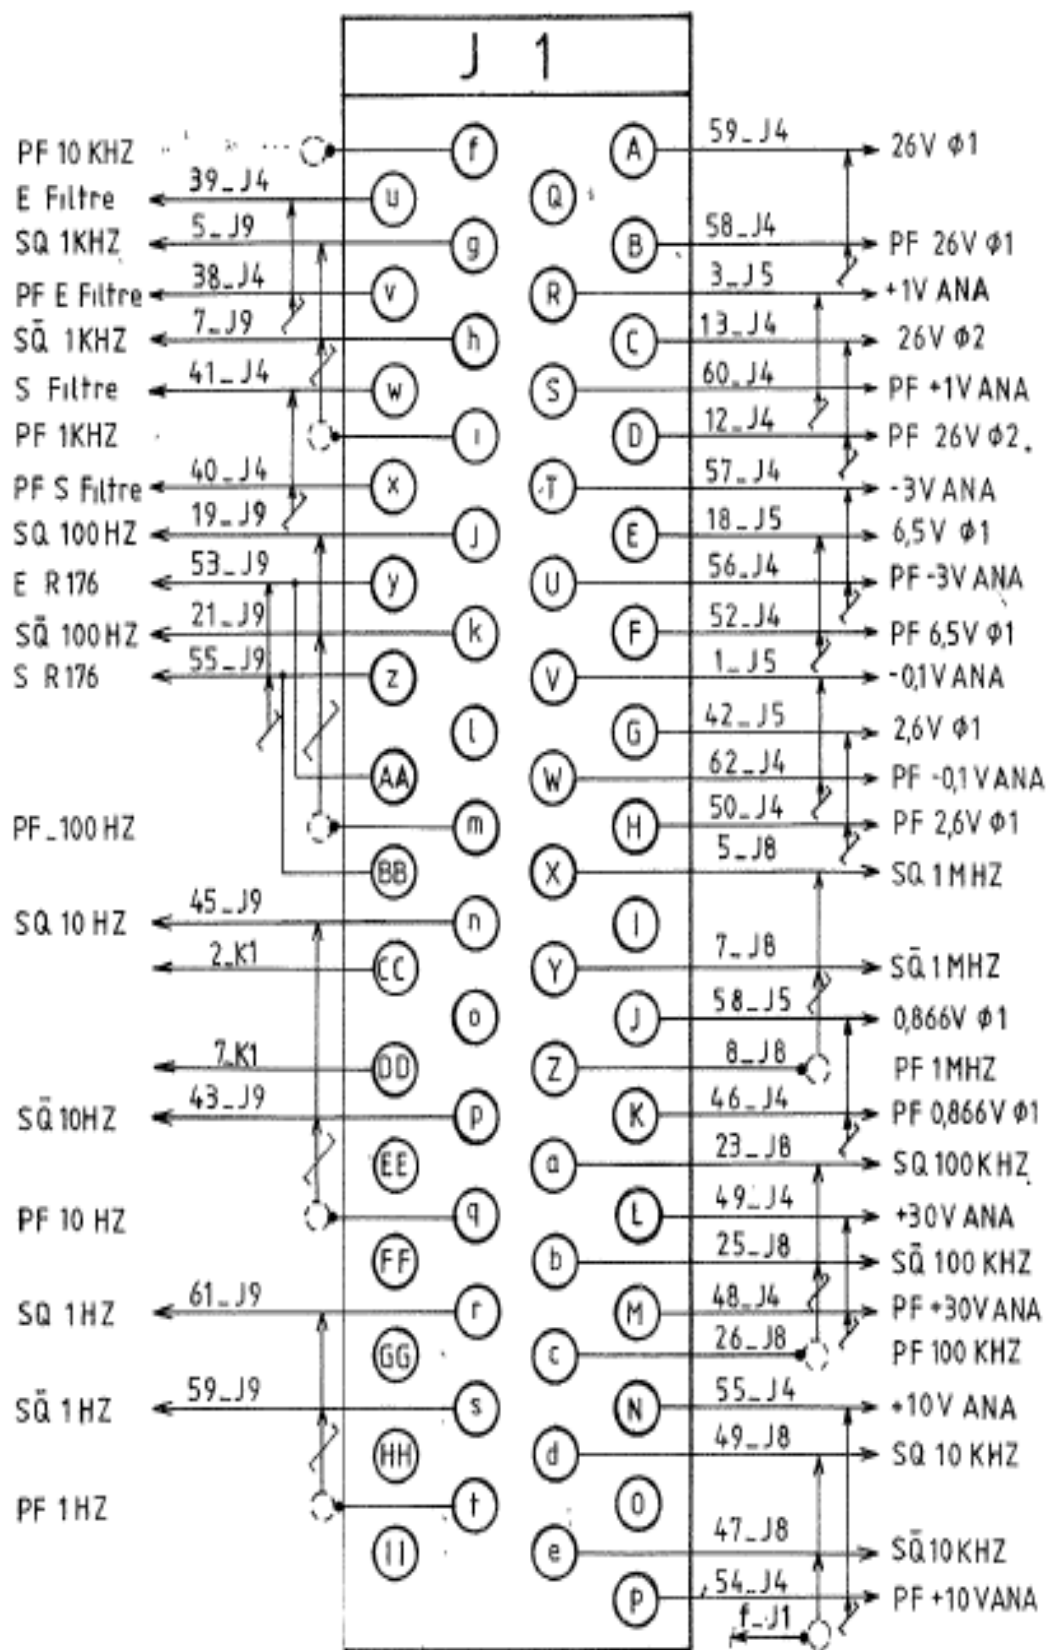 J 1
PF 10 KHZ f A 59_J4 26V ϕ1
E Filtre 39_J4 u Q
SQ 1KHZ 5_J9 g B 58_J4 PF 26V ϕ1
PF E Filtre 38_J4 v R 3_J5 +1V ANA
SQ̄ 1KHZ 7_J9 h C 13_J4 26V ϕ2
S Filtre 41_J4 w S 60_J4 PF +1V ANA
PF 1KHZ ı D 12_J4 PF 26V ϕ2.
PF S Filtre 40_J4 x T 57_J4 -3V ANA
SQ 100HZ 19_J9 J E 18_J5 6,5V ϕ1
E R176 53_J9 y U 56_J4 PF -3V ANA
SQ̄ 100HZ 21_J9 k F 52_J4 PF 6,5V ϕ1
S R176 55_J9 z V 1_J5 -0,1V ANA
l G 42_J5 2,6V ϕ1
AA W 62_J4 PF -0,1VANA
PF_100 HZ m H 50_J4 PF 2,6V ϕ1
BB X 5_J8 SQ 1MHZ
SQ 10 HZ 45_J9 n I
2_K1 CC Y 7_J8 SQ̄ 1MHZ
o J 58_J5 0,866V ϕ1
7_K1 DD Z 8_J8 PF 1MHZ
SQ̄ 10HZ 43_J9 p K 46_J4 PF 0,866V ϕ1
EE a 23_J8 SQ 100KHZ
PF 10 HZ q L 49_J4 +30V ANA
FF b 25_J8 SQ̄ 100 KHZ
SQ 1HZ 61_J9 r M 48_J4 PF +30VANA
GG c 26_J8 PF 100 KHZ
SQ̄ 1HZ 59_J9 s N 55_J4 +10V ANA
HH d 49_J8 SQ 10 KHZ
PF 1HZ t O
II e 47_J8 SQ̄ 10KHZ
P 54_J4 PF +10VANA
f_J1